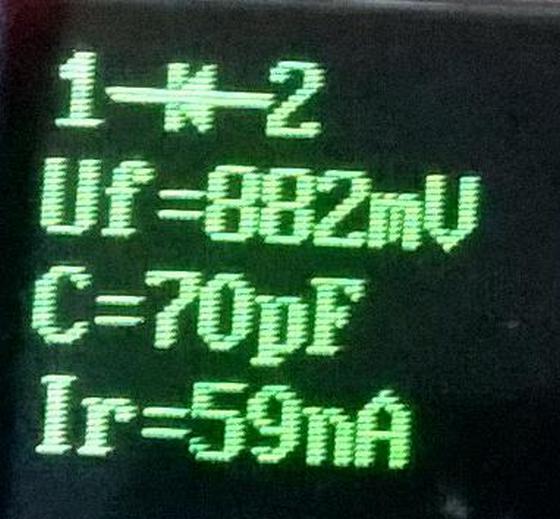 1-K-2
Uf=882mV
C=70pF
Ir=59nA